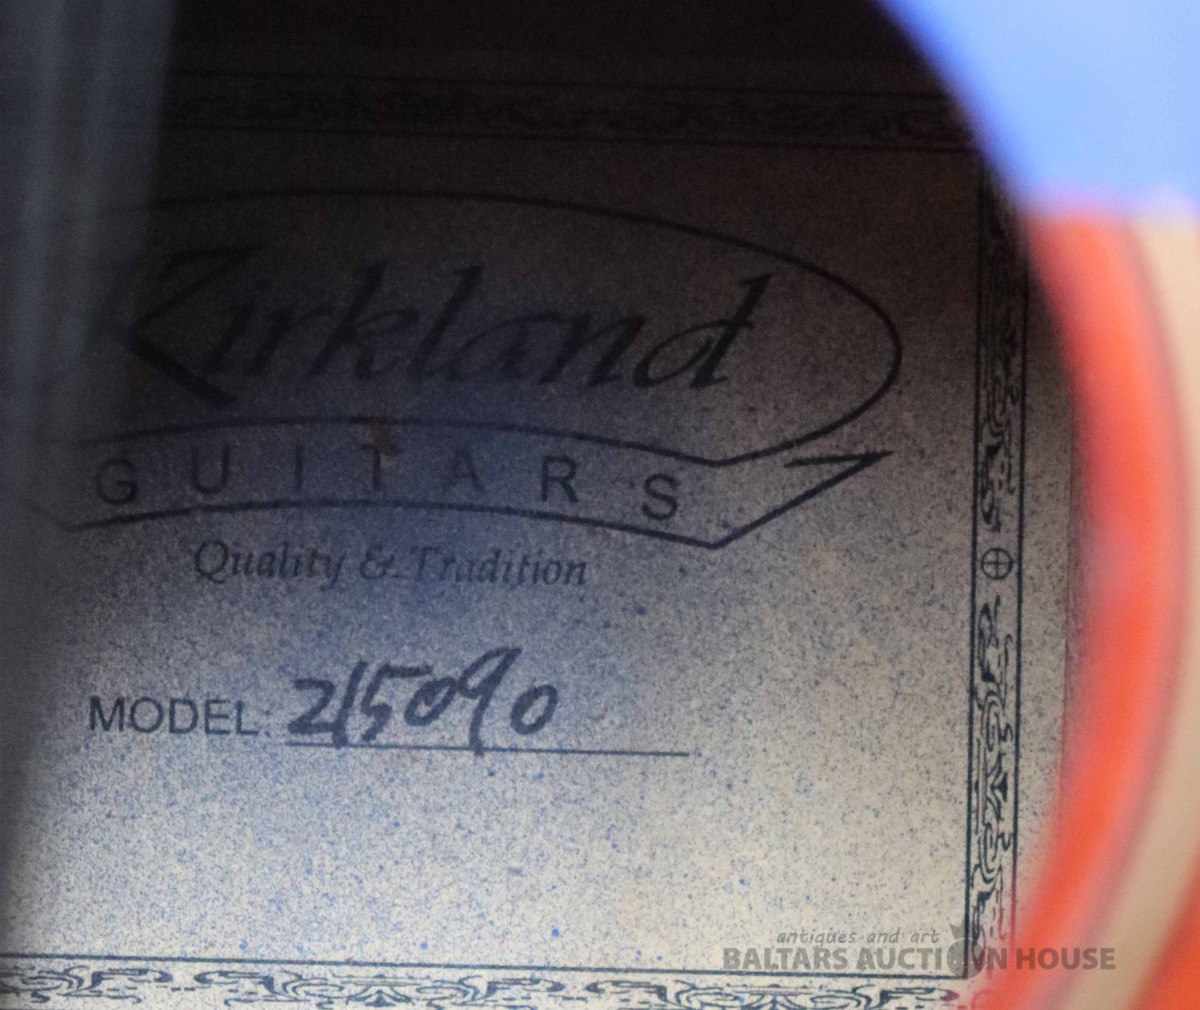 Kirkland
GUITARS
Quality & Tradition
MODEL: 215090
antiques and art
BALTARS AUCTION HOUSE